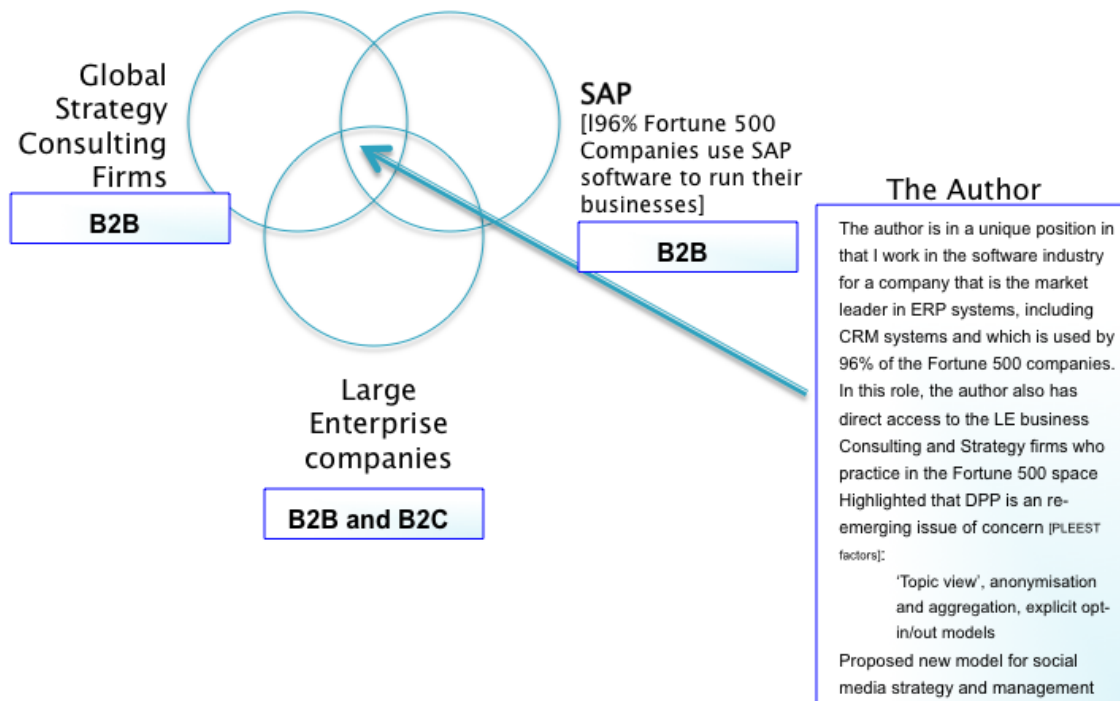 Global
Strategy
Consulting
Firms
B2B
SAP
[l96% Fortune 500
Companies use SAP
software to run their
businesses]
B2B
Large
Enterprise
companies
B2B and B2C
The Author
The author is in a unique position in
that I work in the software industry
for a company that is the market
leader in ERP systems, including
CRM systems and which is used by
96% of the Fortune 500 companies.
In this role, the author also has
direct access to the LE business
Consulting and Strategy firms who
practice in the Fortune 500 space
Highlighted that DPP is an re-
emerging issue of concern [PLEEST
factors]:
'Topic view', anonymisation
and aggregation, explicit opt-
in/out models
Proposed new model for social
media strategy and management